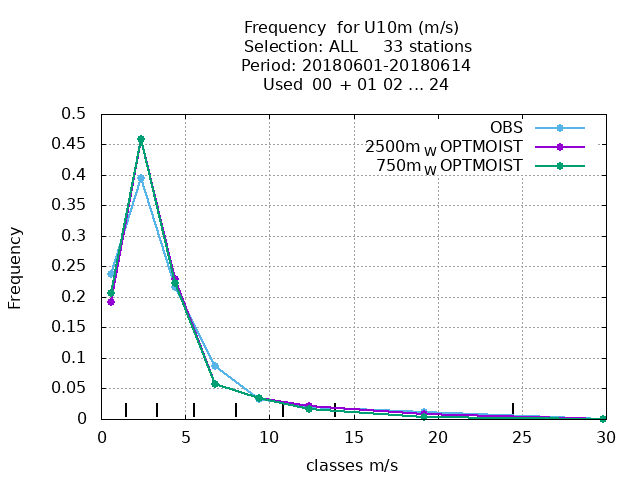 Frequency for U10m (m/s)
Selection: ALL 33 stations
Period: 20180601-20180614
Used 00 + 01 02 ... 24
OBS
2500m W OPTMOIST
750m W OPTMOIST
0.5
0.45
0.4
0.35
0.3
0.25
0.2
0.15
0.1
0.05
0
Frequency
0 5 10 15 20 25 30
classes m/s